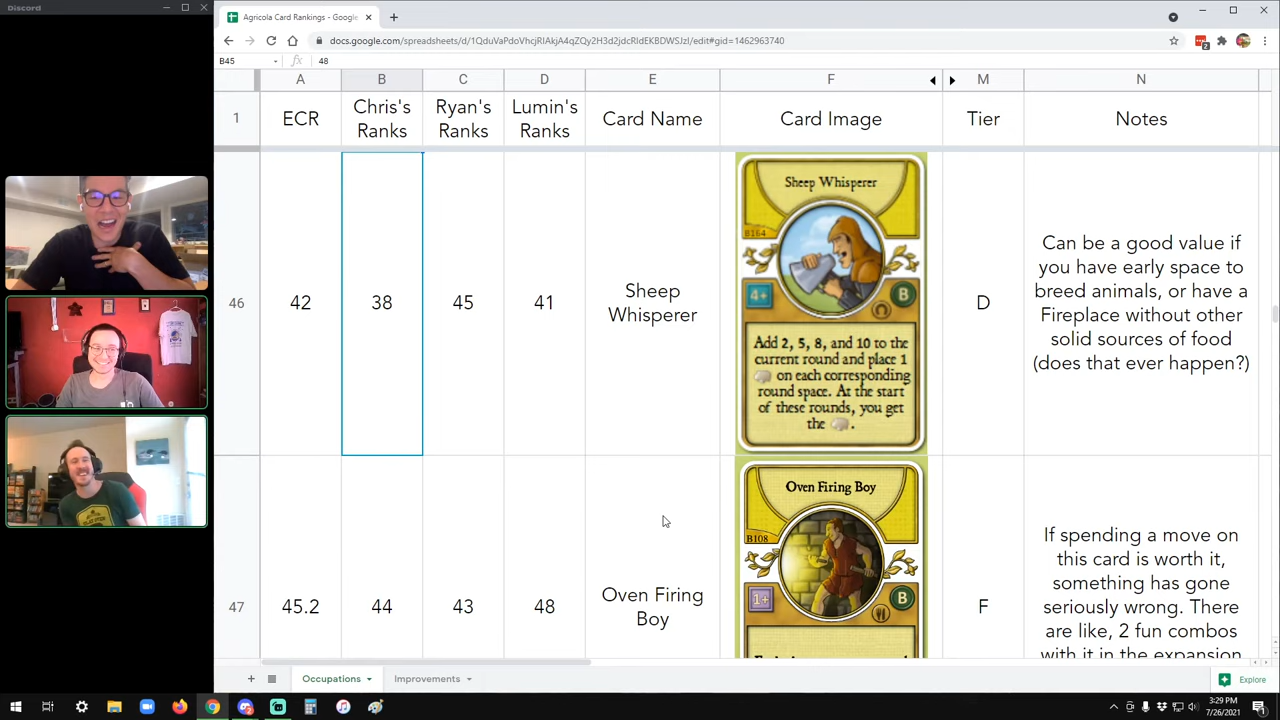 Discord
Agricola Card Rankings - Google
docs.google.com/spreadsheets/d/1QduVaPdoVhcjRIAkjA4qZQy2H3d2jdcRldEKBDWSJzI/edit#gid=1462963740
B45
fx
48
A
B
C
D
E
F
M
N
1
ECR
Chris's
Ranks
Ryan's
Ranks
Lumin's
Ranks
Card Name
Card Image
Tier
Notes
46
42
38
45
41
Sheep
Whisperer
Sheep Whisperer
B164
4+
B
Add 2, 5, 8, and 10 to the
current round and place 1
on each corresponding
round space. At the start
of these rounds, you get
the .
D
Can be a good value if
you have early space to
breed animals, or have a
Fireplace without other
solid sources of food
(does that ever happen?)
47
45.2
44
43
48
Oven Firing
Boy
Oven Firing Boy
B108
1+
B
F
If spending a move on
this card is worth it,
something has gone
seriously wrong. There
are like, 2 fun combos
with it in the expansion
Occupations
Improvements
Explore
3:29 PM
7/26/2021